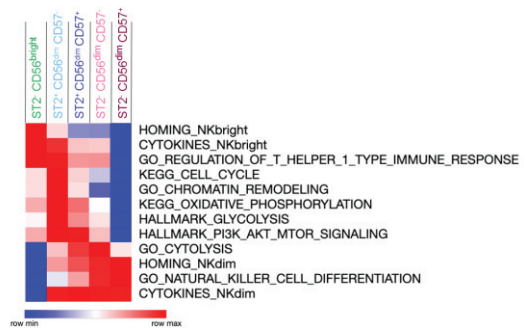 ST2⁻ CD56ᵇʳⁱᵍʰᵗ
ST2⁺ CD56ᵈⁱᵐ CD57⁻
ST2⁺ CD56ᵈⁱᵐ CD57⁺
ST2⁻ CD56ᵈⁱᵐ CD57⁻
ST2⁻ CD56ᵈⁱᵐ CD57⁺
HOMING_NKbright
CYTOKINES_NKbright
GO_REGULATION_OF_T_HELPER_1_TYPE_IMMUNE_RESPONSE
KEGG_CELL_CYCLE
GO_CHROMATIN_REMODELING
KEGG_OXIDATIVE_PHOSPHORYLATION
HALLMARK_GLYCOLYSIS
HALLMARK_PI3K_AKT_MTOR_SIGNALING
GO_CYTOLYSIS
HOMING_NKdim
GO_NATURAL_KILLER_CELL_DIFFERENTIATION
CYTOKINES_NKdim
row min row max